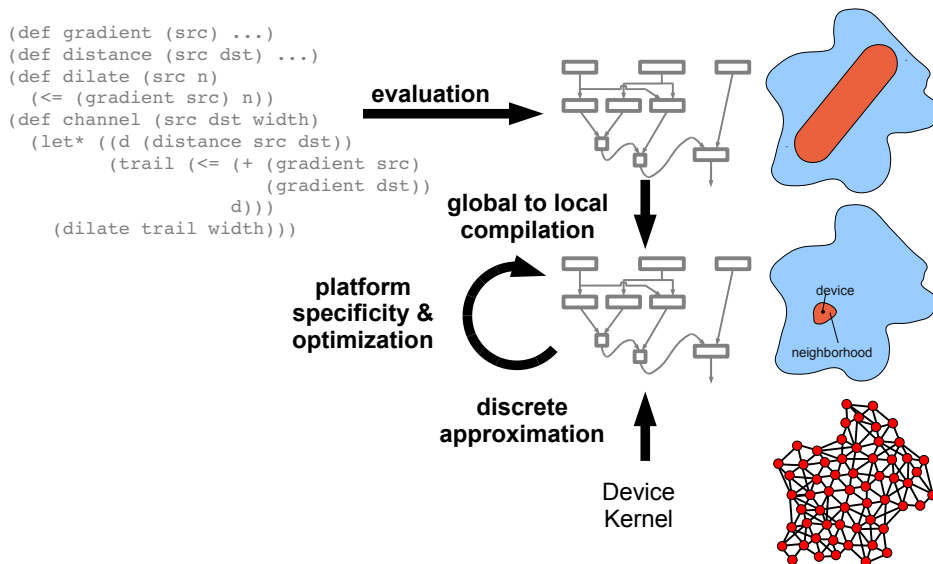 (def gradient (src) ...)
(def distance (src dst) ...)
(def dilate (src n)
  (<= (gradient src) n))
(def channel (src dst width)
  (let* ((d (distance src dst))
         (trail (<= (+ (gradient src)
                       (gradient dst))
                    d)))
    (dilate trail width)))
evaluation
global to local
compilation
platform
specificity &
optimization
device
neighborhood
discrete
approximation
Device
Kernel